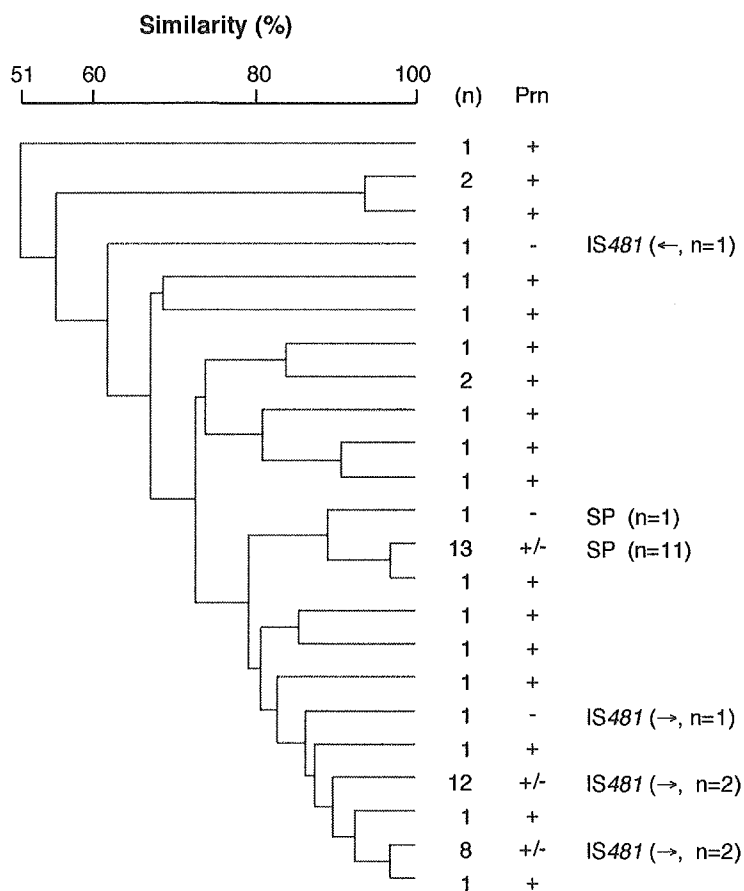 Similarity (%)
51 60 80 100 (n) Prn
1 +
2 +
1 +
1 - IS481 (←, n=1)
1 +
1 +
1 +
2 +
1 +
1 +
1 +
1 - SP (n=1)
13 +/- SP (n=11)
1 +
1 +
1 +
1 +
1 - IS481 (→, n=1)
1 +
12 +/- IS481 (→, n=2)
1 +
8 +/- IS481 (→, n=2)
1 +